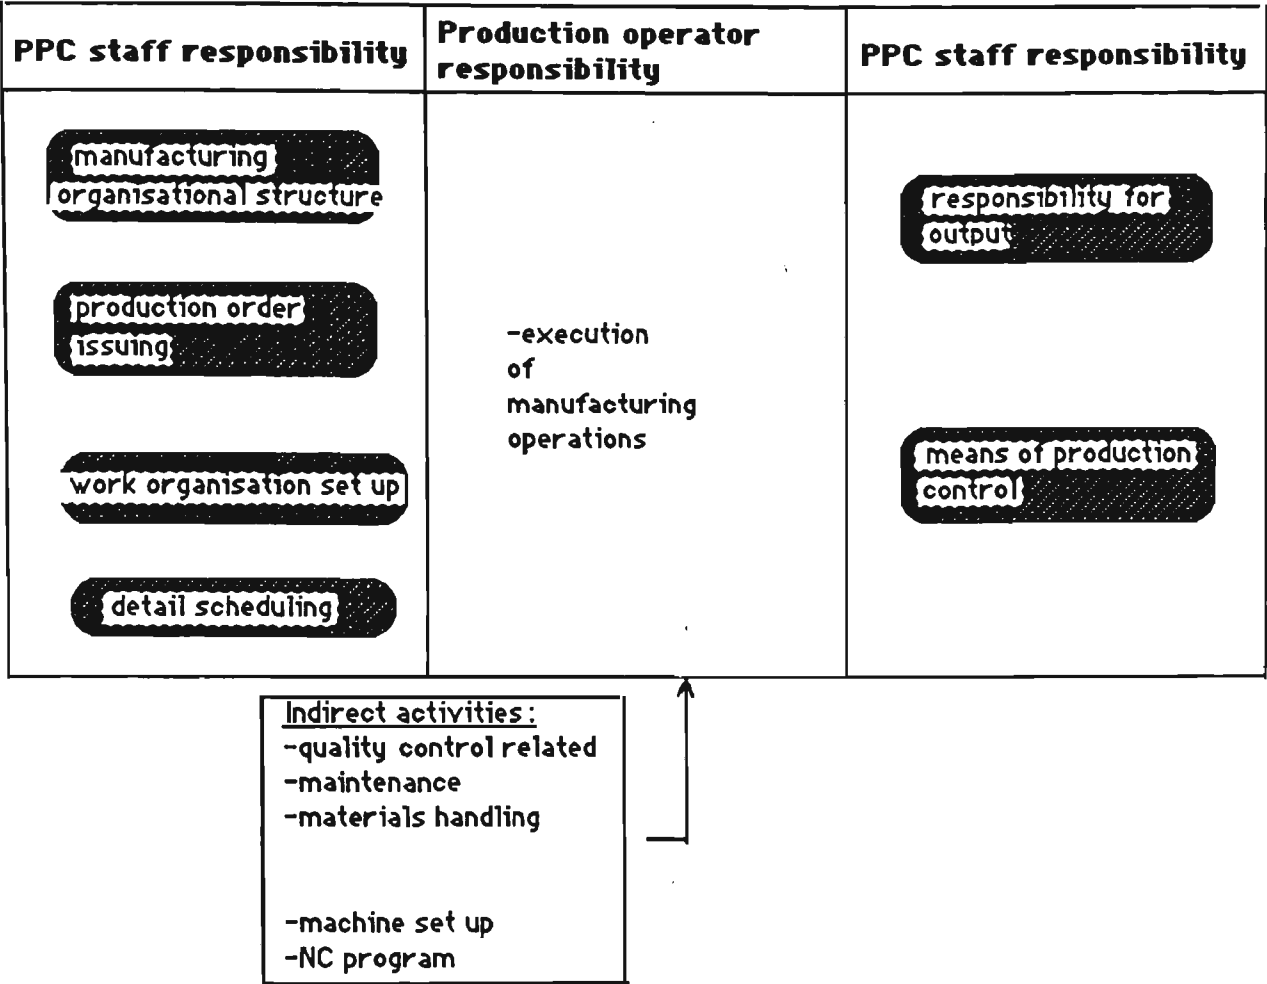 PPC staff responsibility
Production operator
responsibility
PPC staff responsibility
manufacturing
organisational structure
production order
issuing
work organisation set up
detail scheduling
-execution
of
manufacturing
operations
responsibility for
output
means of production
control
Indirect activities:
-quality control related
-maintenance
-materials handling
-machine set up
-NC program